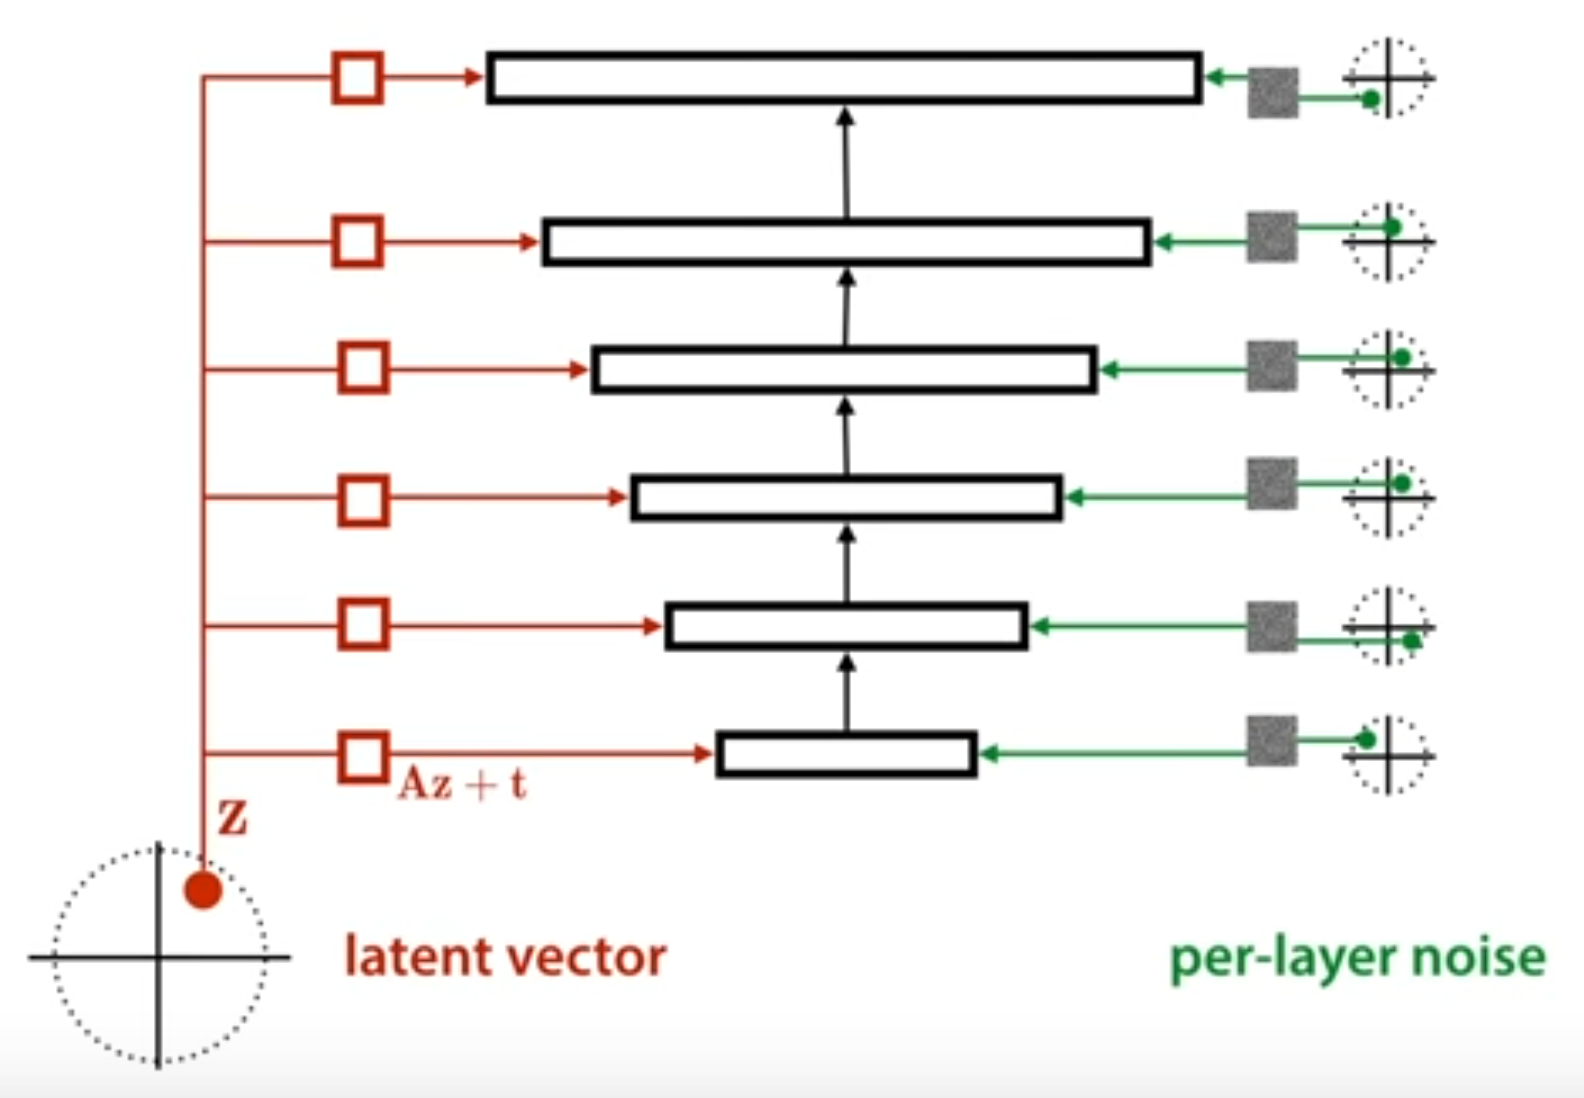 Az + t
z
latent vector
per-layer noise